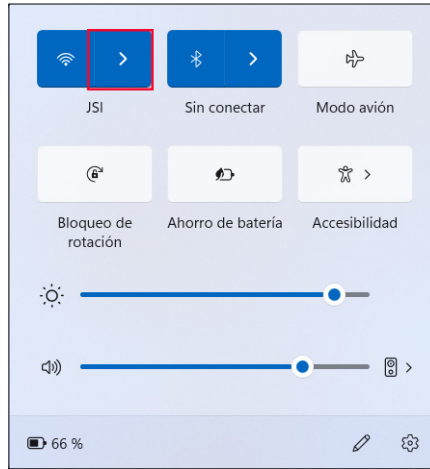 JSI
Sin conectar
Modo avión
Bloqueo de
rotación
Ahorro de batería
Accesibilidad
66 %